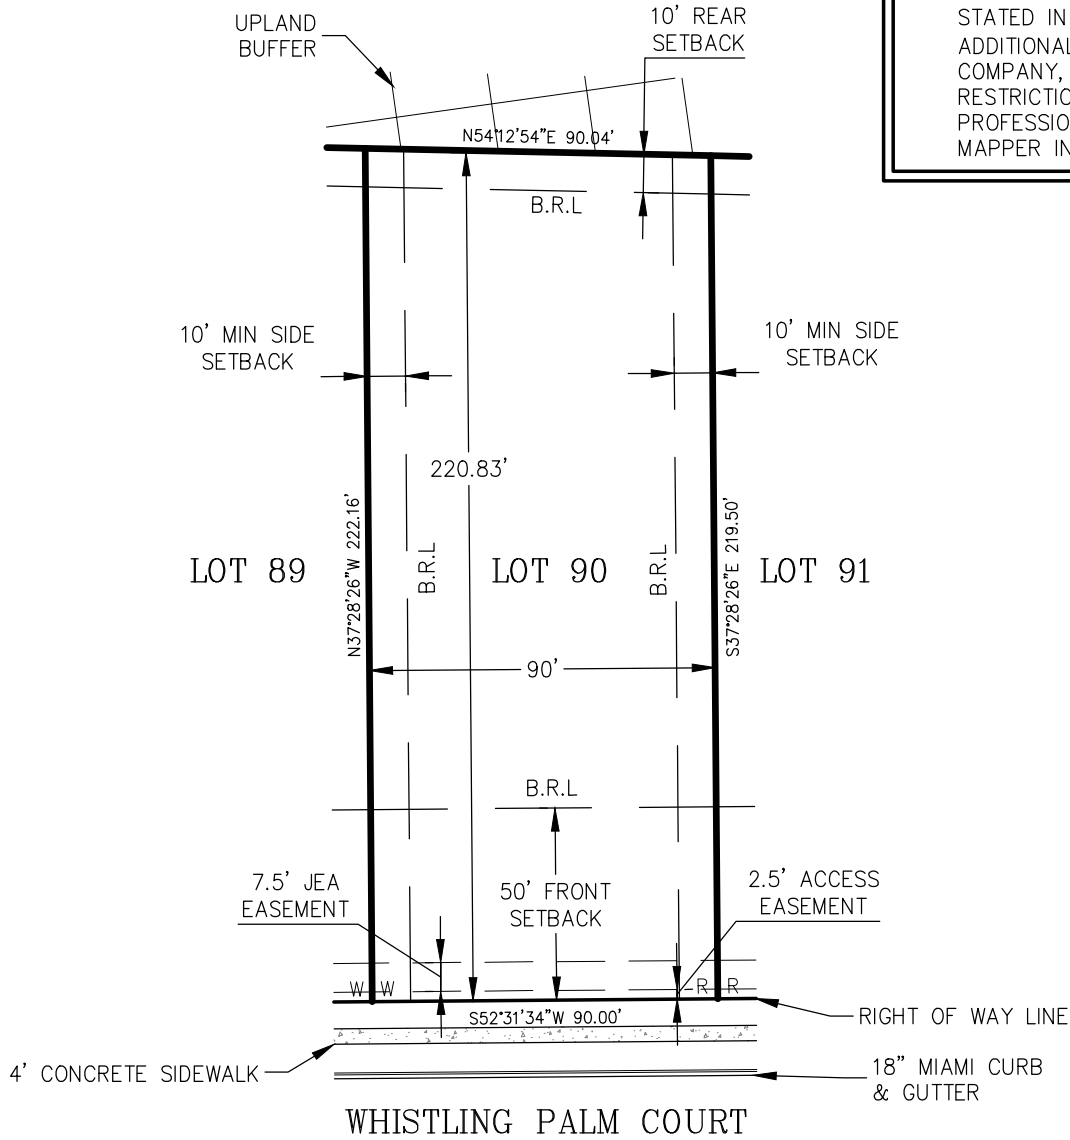 UPLAND
BUFFER
10' REAR
SETBACK
STATED IN
ADDITIONAL
COMPANY,
RESTRICTIO
PROFESSIO
MAPPER IN
N54°12'54"E 90.04'
B.R.L
10' MIN SIDE
SETBACK
10' MIN SIDE
SETBACK
220.83'
N37°28'26"W 222.16'
B.R.L
B.R.L
S37°28'26"E 219.50'
LOT 89
LOT 90
LOT 91
90'
B.R.L
7.5' JEA
EASEMENT
50' FRONT
SETBACK
2.5' ACCESS
EASEMENT
W W
R R
S52°31'34"W 90.00'
RIGHT OF WAY LINE
4' CONCRETE SIDEWALK
18" MIAMI CURB
& GUTTER
WHISTLING PALM COURT